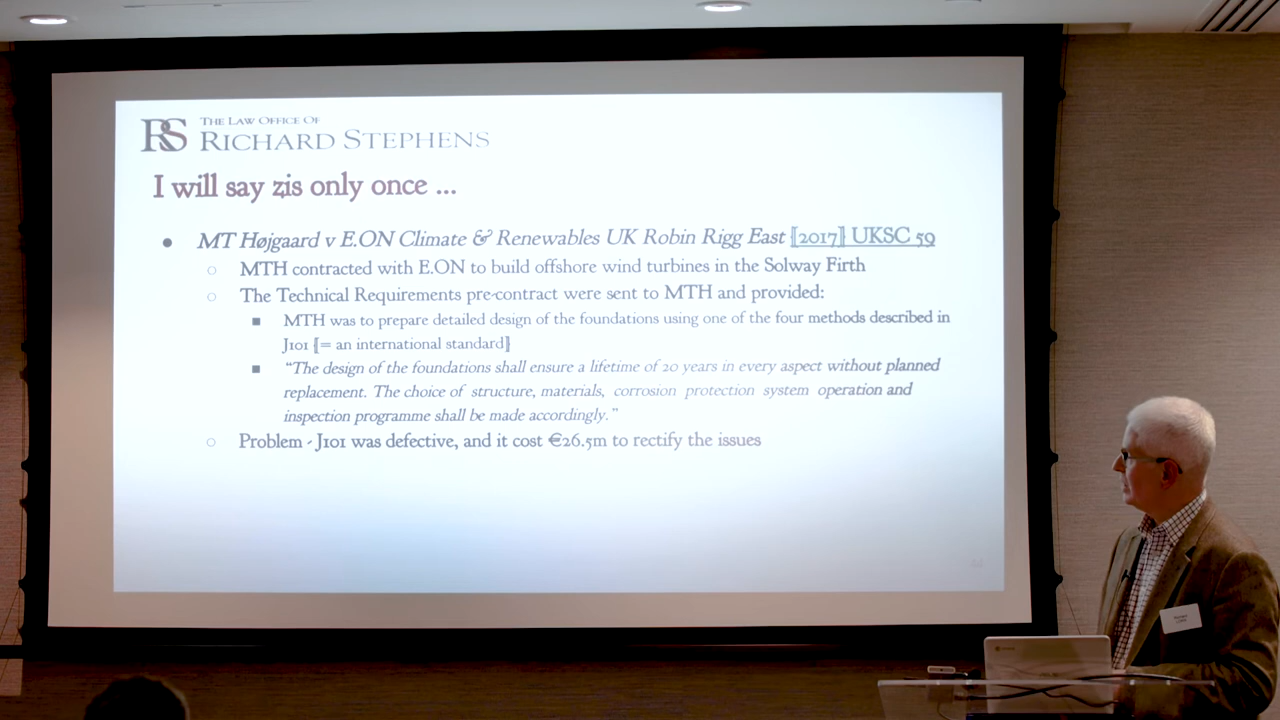 RS THE LAW OFFICE OF
RICHARD STEPHENS
I will say zis only once ...
● MT Højgaard v E.ON Climate & Renewables UK Robin Rigg East [2017] UKSC 59
○ MTH contracted with E.ON to build offshore wind turbines in the Solway Firth
○ The Technical Requirements pre-contract were sent to MTH and provided:
■ MTH was to prepare detailed design of the foundations using one of the four methods described in
J101 [= an international standard]
■ “The design of the foundations shall ensure a lifetime of 20 years in every aspect without planned
replacement. The choice of structure, materials, corrosion protection system operation and
inspection programme shall be made accordingly.”
○ Problem - J101 was defective, and it cost €26.5m to rectify the issues